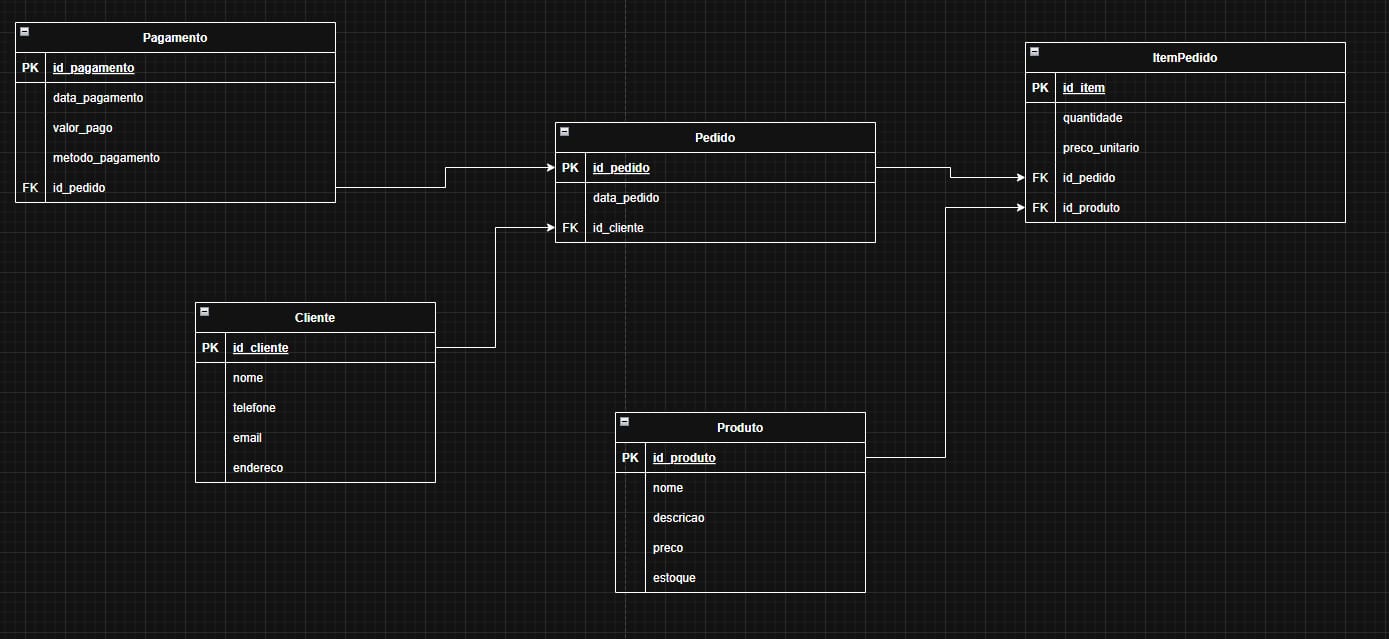 Pagamento
PK id_pagamento
data_pagamento
valor_pago
metodo_pagamento
FK id_pedido
Pedido
PK id_pedido
data_pedido
FK id_cliente
ItemPedido
PK id_item
quantidade
preco_unitario
FK id_pedido
FK id_produto
Cliente
PK id_cliente
nome
telefone
email
endereco
Produto
PK id_produto
nome
descricao
preco
estoque